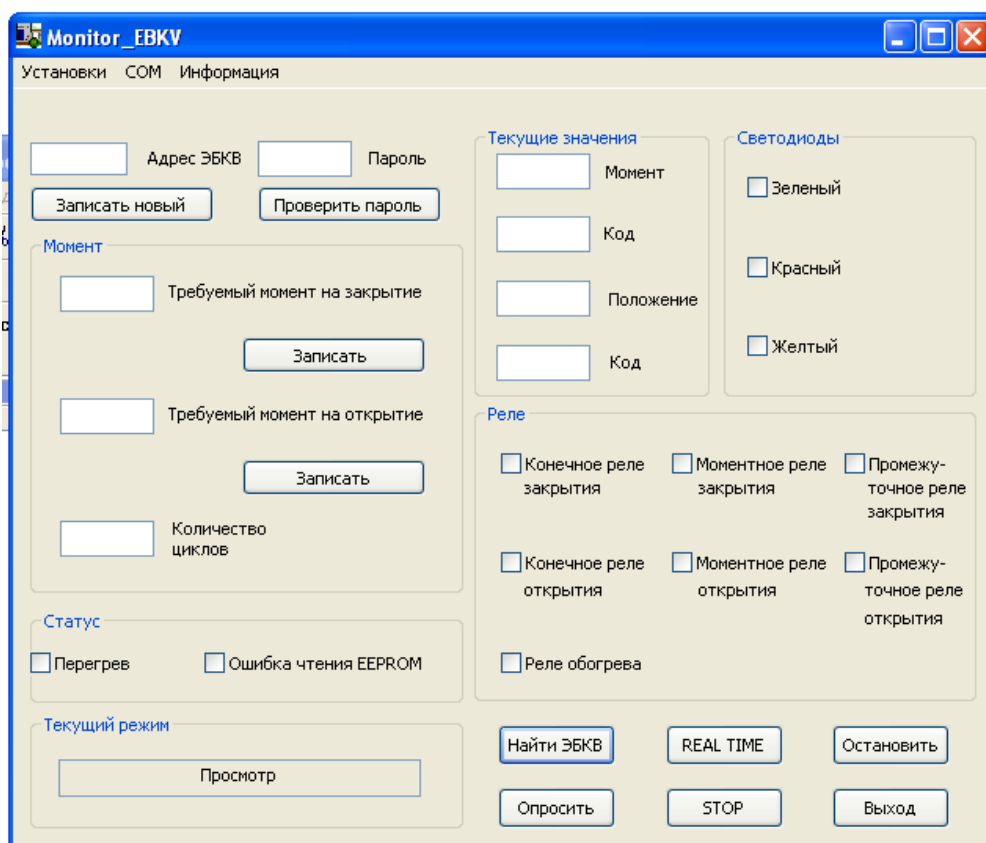 Monitor_EBKV
Установки COM Информация
Адрес ЭБКВ
Пароль
Записать новый
Проверить пароль
Момент
Требуемый момент на закрытие
Записать
Требуемый момент на открытие
Записать
Количество
циклов
Статус
Перегрев
Ошибка чтения EEPROM
Текущий режим
Просмотр
Текущие значения
Момент
Код
Положение
Код
Светодиоды
Зеленый
Красный
Желтый
Реле
Конечное реле
закрытия
Моментное реле
закрытия
Промежу-
точное реле
закрытия
Конечное реле
открытия
Моментное реле
открытия
Промежу-
точное реле
открытия
Реле обогрева
Найти ЭБКВ
REAL TIME
Остановить
Опросить
STOP
Выход